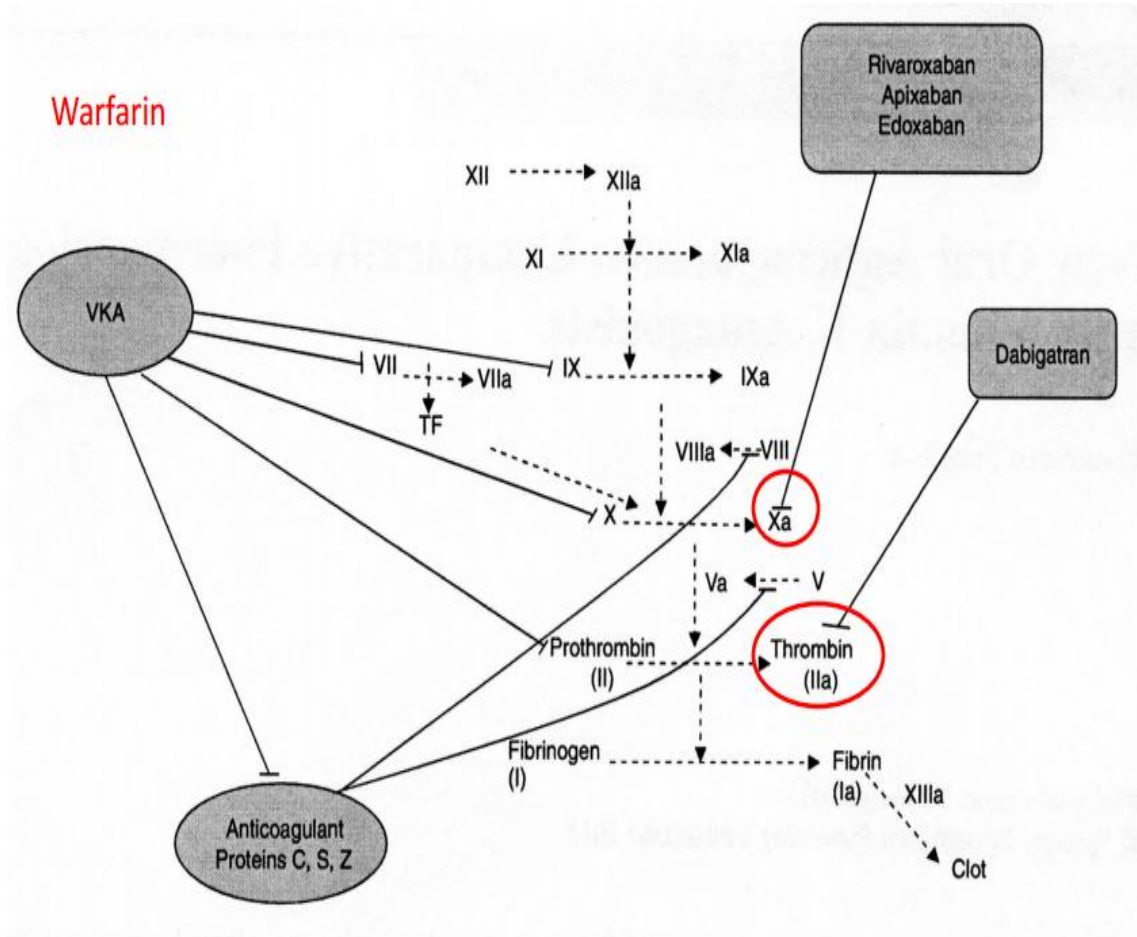 Rivaroxaban
Apixaban
Edoxaban
Warfarin
XII
XIIa
XI
XIa
VKA
Dabigatran
VII
VIIa
IX
IXa
TF
VIIIa
VIII
X
Xa
Va
V
Prothrombin
(II)
Thrombin
(IIa)
Fibrinogen
(I)
Fibrin
(Ia)
XIIIa
Anticoagulant
Proteins C, S, Z
Clot